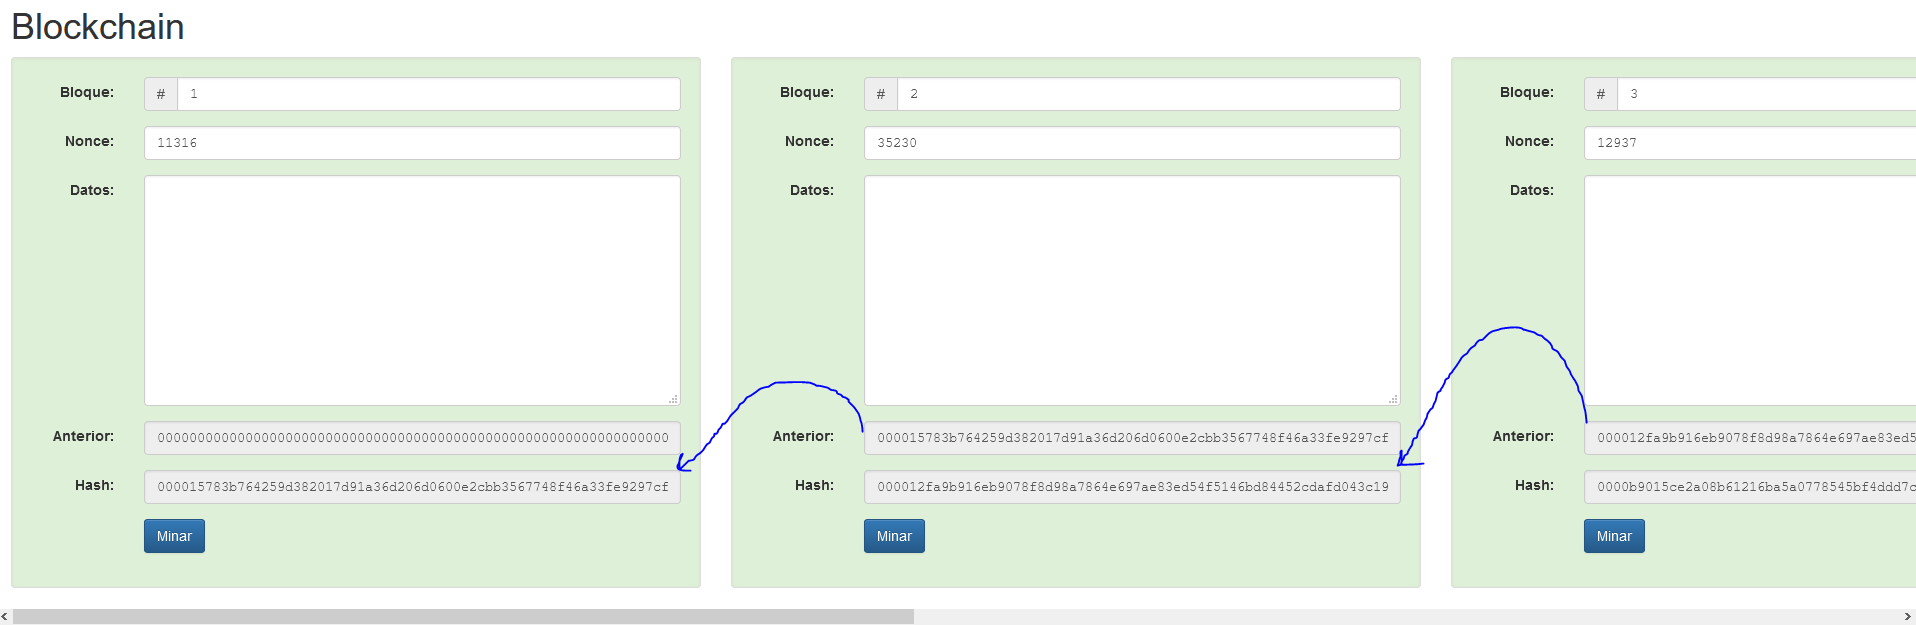 Blockchain
Bloque: # 1
Nonce: 11316
Datos:
Anterior: 0000000000000000000000000000000000000000000000000000000000000000
Hash: 000015783b764259d382017d91a36d206d0600e2cbb3567748f46a33fe9297cf
Minar
Bloque: # 2
Nonce: 35230
Datos:
Anterior: 000015783b764259d382017d91a36d206d0600e2cbb3567748f46a33fe9297cf
Hash: 000012fa9b916eb9078f8d98a7864e697ae83ed54f5146bd84452cdafd043c19
Minar
Bloque: # 3
Nonce: 12937
Datos:
Anterior: 000012fa9b916eb9078f8d98a7864e697ae83ed5
Hash: 0000b9015ce2a08b61216ba5a0778545bf4ddd7c
Minar